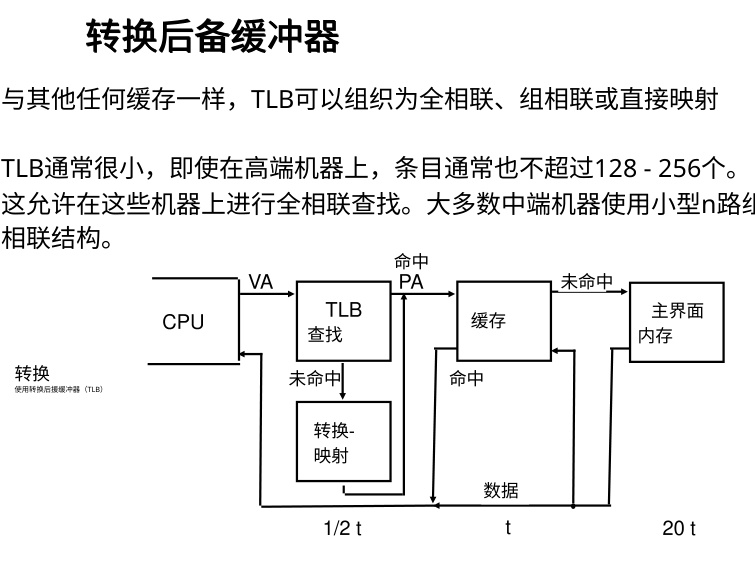 转换后备缓冲器
与其他任何缓存一样，TLB可以组织为全相联、组相联或直接映射
TLB通常很小，即使在高端机器上，条目通常也不超过128 - 256个。
这允许在这些机器上进行全相联查找。大多数中端机器使用小型n路组
相联结构。
命中
VA
PA
未命中
CPU
TLB
查找
缓存
主界面
内存
转换
使用转换后援缓冲器（TLB）
未命中
命中
转换-
映射
数据
1/2 t
t
20 t